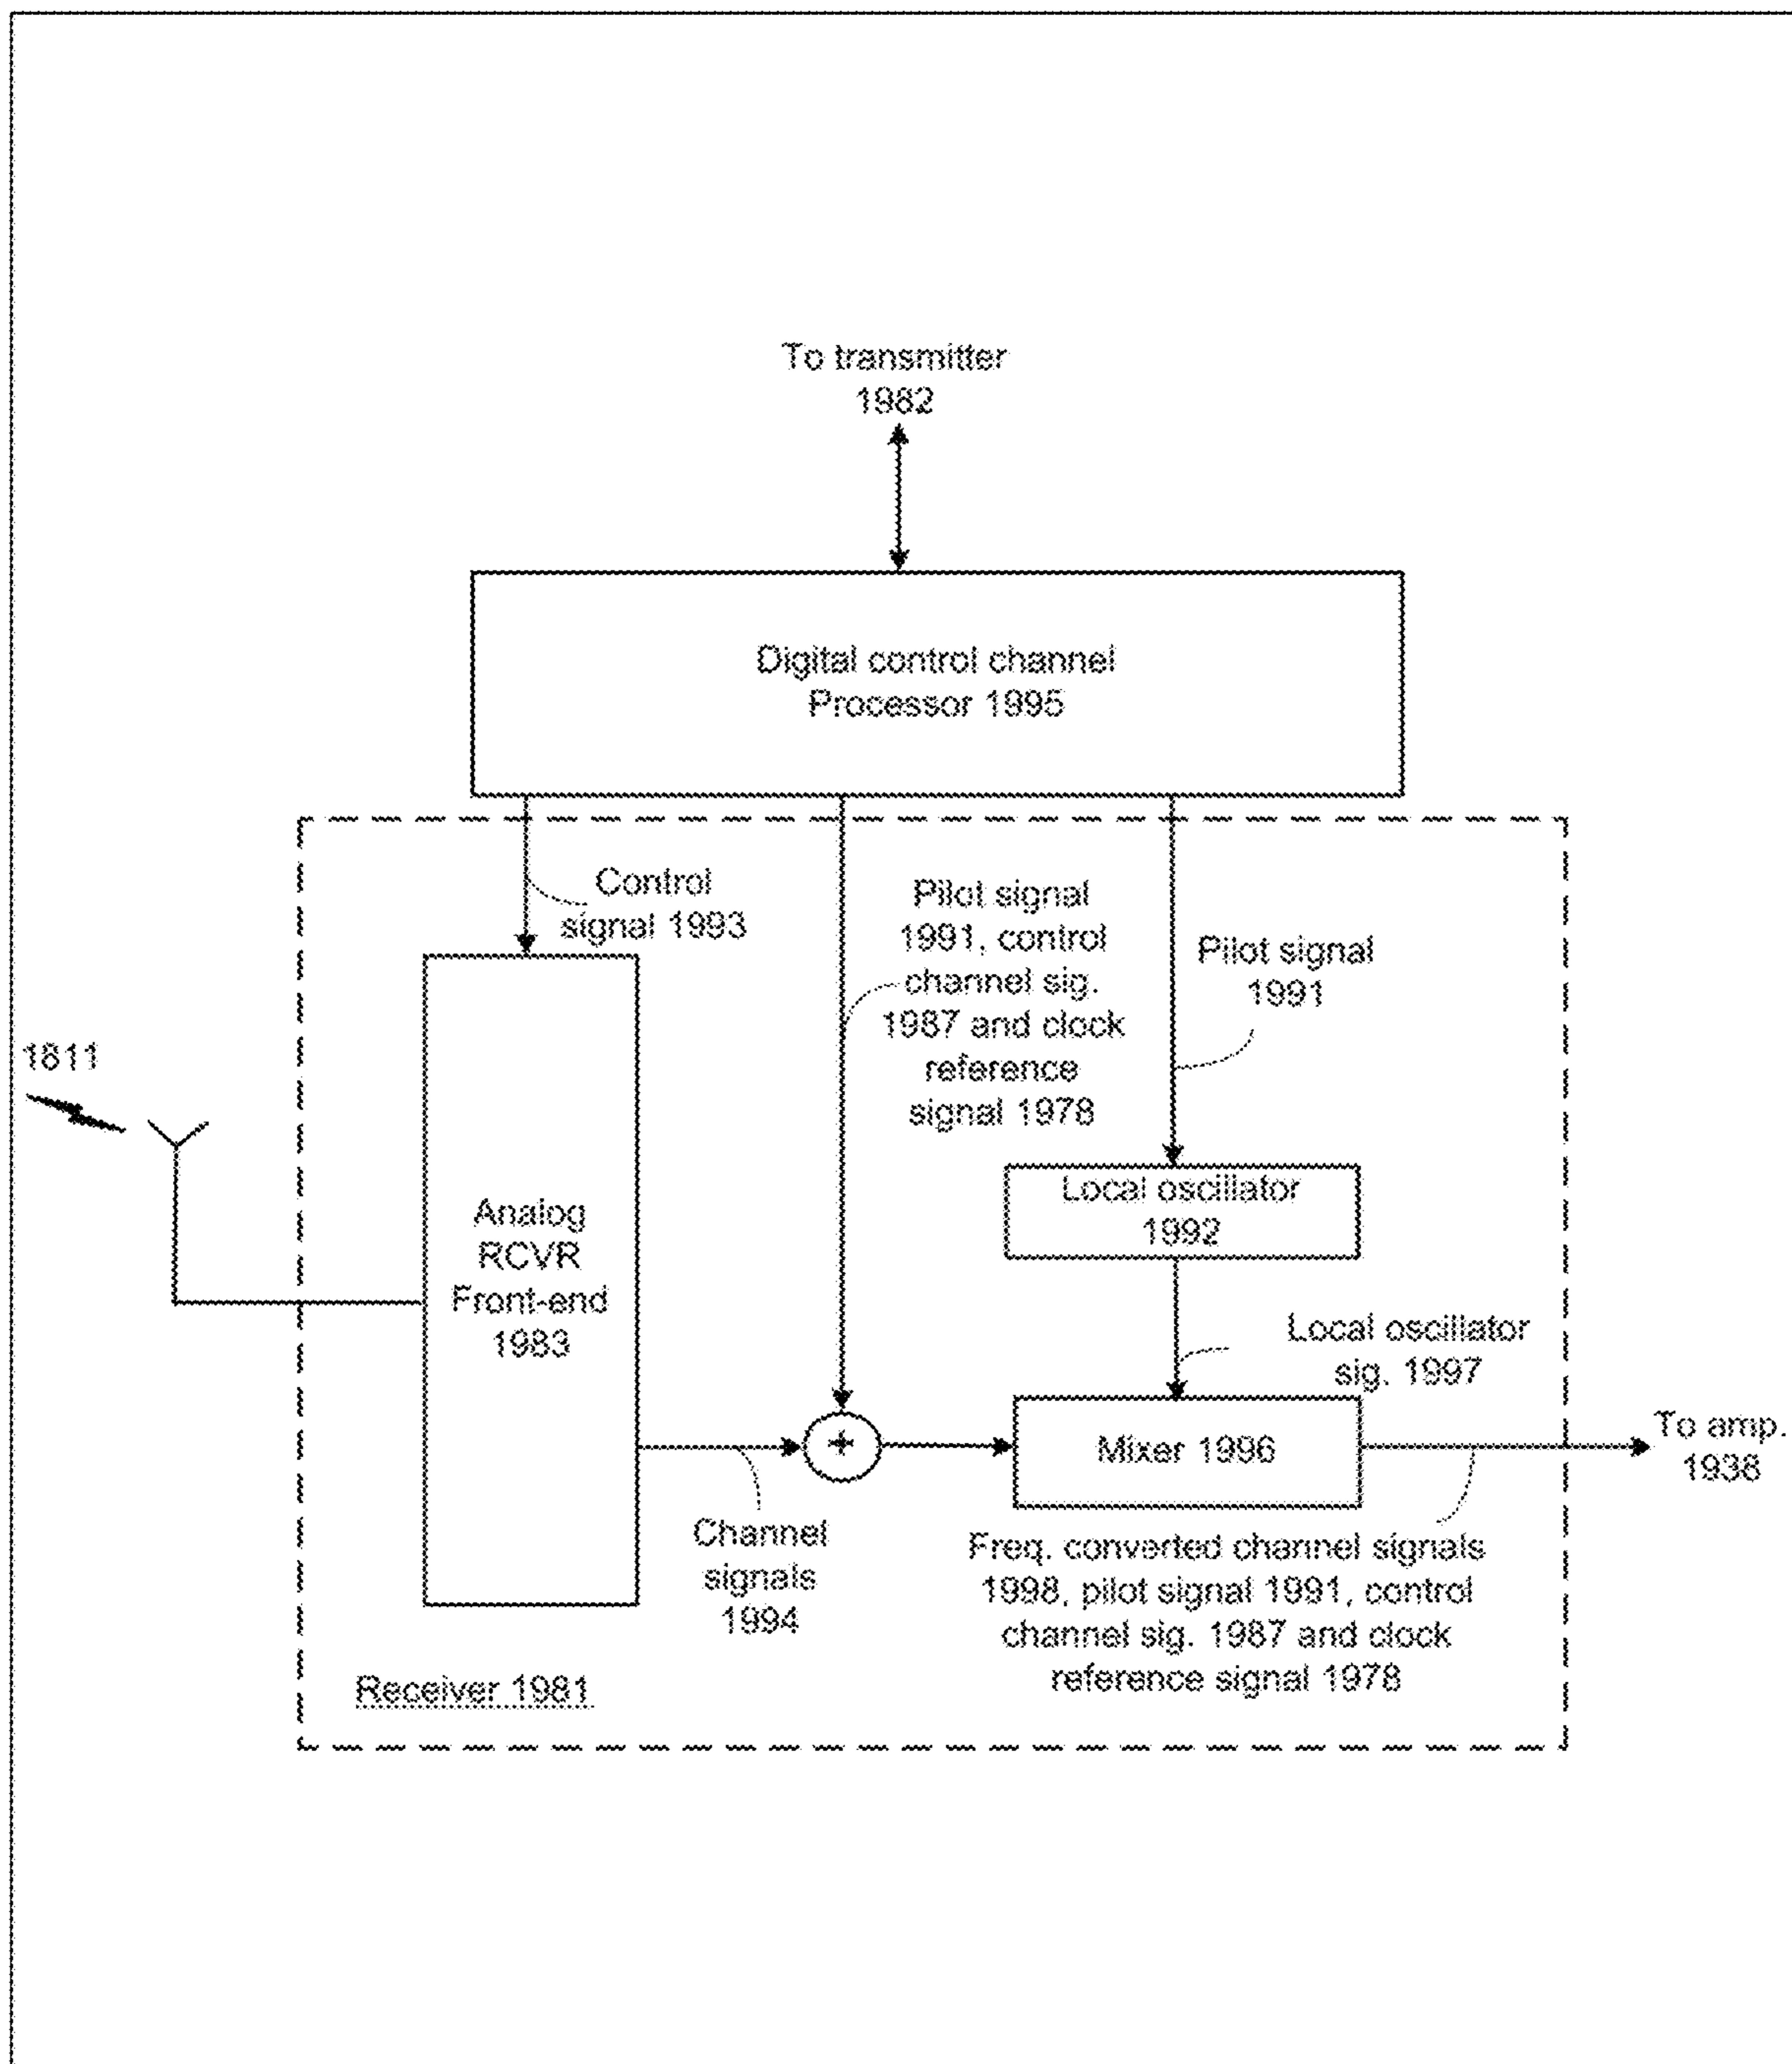 To transmitter
1982
Digital control channel
Processor 1995
Control
signal 1993
Pilot signal
1991, control
channel sig.
1987 and clock
reference
signal 1978
Pilot signal
1991
1811
Analog
RCVR
Front-end
1983
Local oscillator
1992
Local oscillator
sig. 1997
+
Mixer 1996
To amp.
1938
Channel
signals
1994
Freq. converted channel signals
1998, pilot signal 1991, control
channel sig. 1987 and clock
reference signal 1978
Receiver 1981